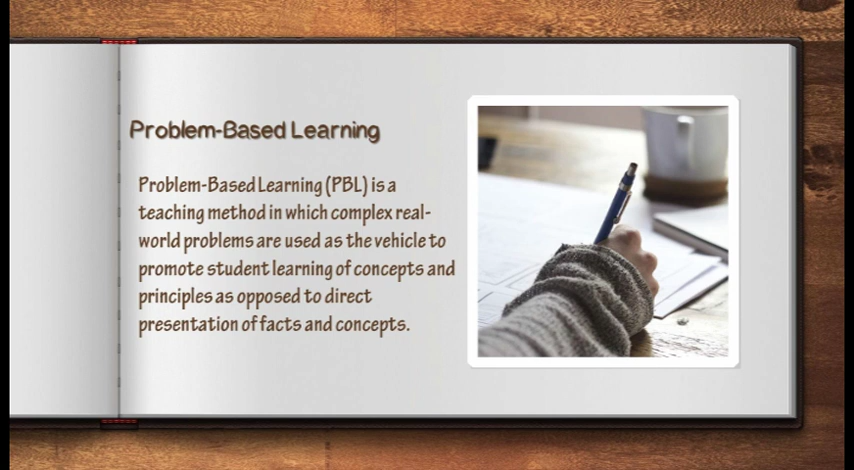 Problem-Based Learning
Problem-Based Learning (PBL) is a
teaching method in which complex real-
world problems are used as the vehicle to
promote student learning of concepts and
principles as opposed to direct
presentation of facts and concepts.